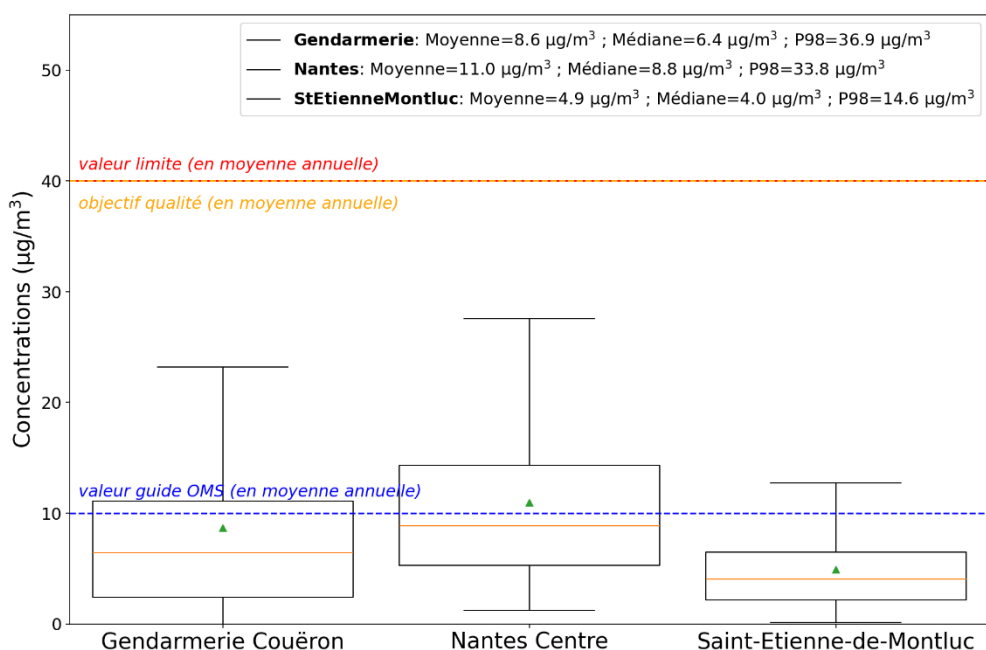 Gendarmerie: Moyenne=8.6 µg/m³ ; Médiane=6.4 µg/m³ ; P98=36.9 µg/m³
Nantes: Moyenne=11.0 µg/m³ ; Médiane=8.8 µg/m³ ; P98=33.8 µg/m³
StEtienneMontluc: Moyenne=4.9 µg/m³ ; Médiane=4.0 µg/m³ ; P98=14.6 µg/m³
50
valeur limite (en moyenne annuelle)
40
objectif qualité (en moyenne annuelle)
Concentrations (µg/m³)
30
20
valeur guide OMS (en moyenne annuelle)
10
0
Gendarmerie Couëron
Nantes Centre
Saint-Etienne-de-Montluc